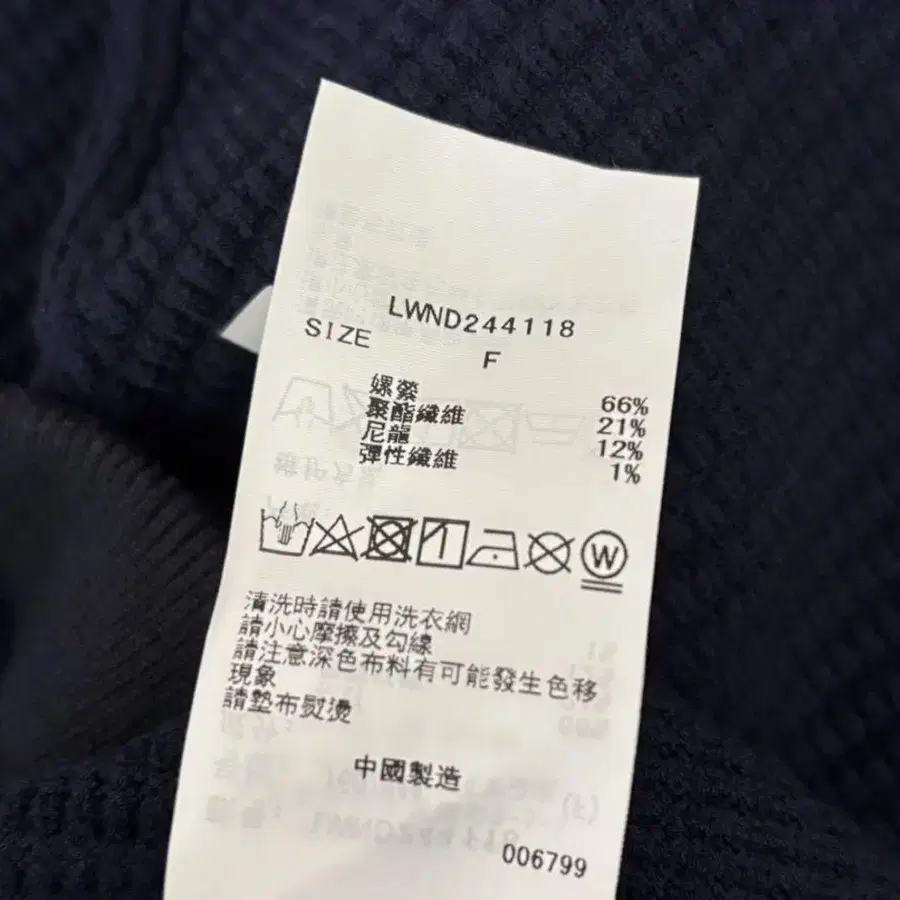 LWND244118
SIZE F
嫘縈 66%
聚酯纖維 21%
尼龍 12%
彈性纖維 1%
W
清洗時請使用洗衣網
請小心摩擦及勾線
請注意深色布料有可能發生色移
現象
請墊布熨燙
中國製造
006799